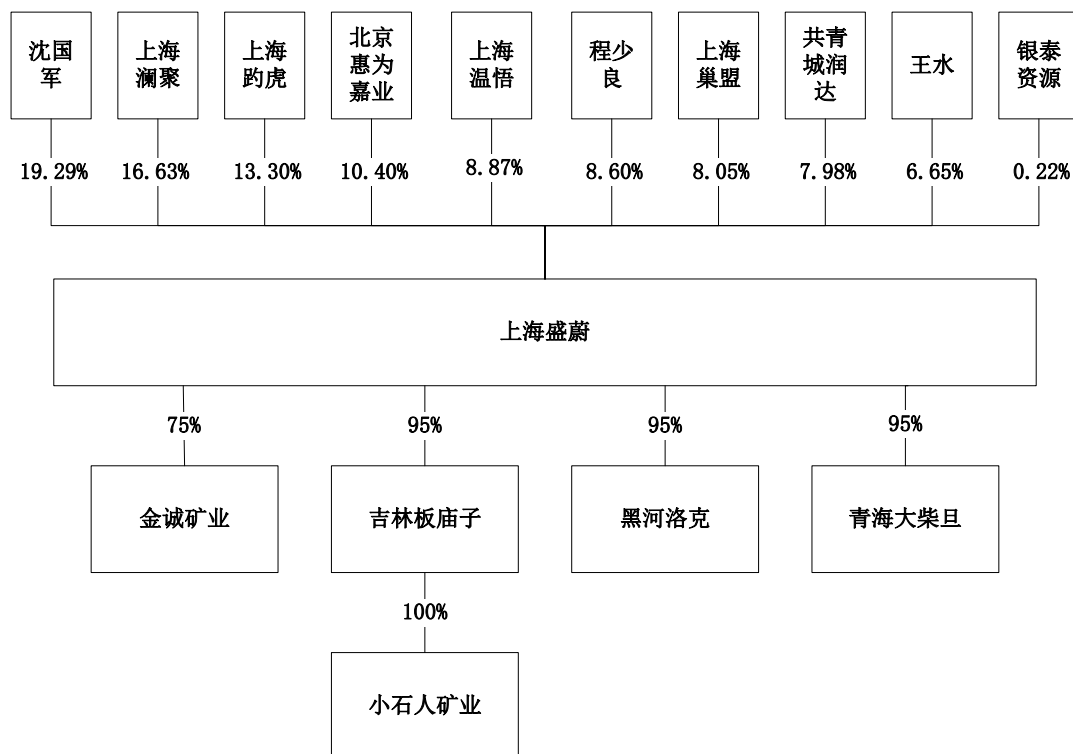 沈国
军
上海
澜聚
上海
趵虎
北京
惠为
嘉业
上海
温悟
程少
良
上海
巢盟
共青
城润
达
王水
银泰
资源
19.29%
16.63%
13.30%
10.40%
8.87%
8.60%
8.05%
7.98%
6.65%
0.22%
上海盛蔚
75%
95%
95%
95%
金诚矿业
吉林板庙子
黑河洛克
青海大柴旦
100%
小石人矿业